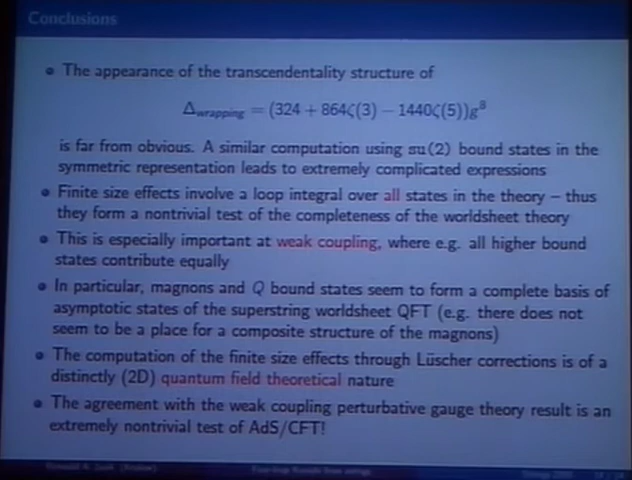 Conclusions
• The appearance of the transcendentality structure of
Δwrapping = (324 + 864ζ(3) − 1440ζ(5))g⁸
is far from obvious. A similar computation using su(2) bound states in the
symmetric representation leads to extremely complicated expressions
• Finite size effects involve a loop integral over all states in the theory – thus
they form a nontrivial test of the completeness of the worldsheet theory
• This is especially important at weak coupling, where e.g. all higher bound
states contribute equally
• In particular, magnons and Q bound states seem to form a complete basis of
asymptotic states of the superstring worldsheet QFT (e.g. there does not
seem to be a place for a composite structure of the magnons)
• The computation of the finite size effects through Lüscher corrections is of a
distinctly (2D) quantum field theoretical nature
• The agreement with the weak coupling perturbative gauge theory result is an
extremely nontrivial test of AdS/CFT!